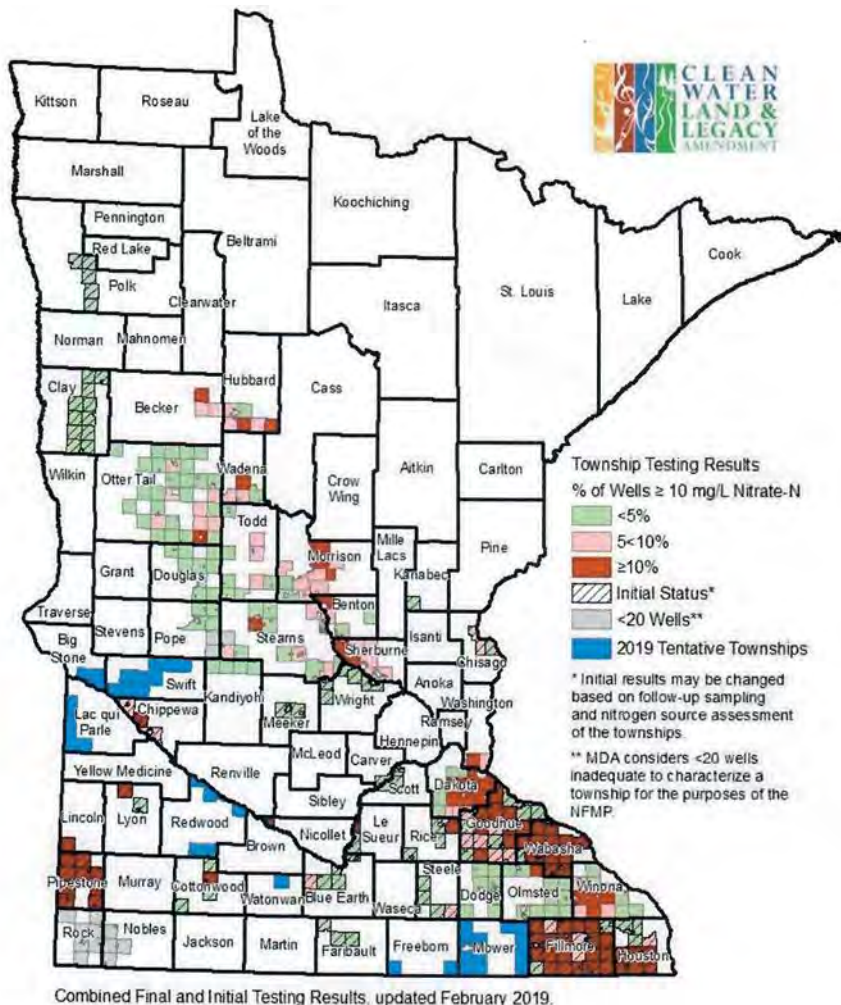 CLEAN
WATER
LAND &
LEGACY
AMENDMENT
Kittson
Roseau
Lake
of the
Woods
Marshall
Koochiching
Pennington
Beltrami
Red Lake
Cook
Polk
Clearwater
St. Louis
Lake
Itasca
Norman
Mahnomen
Clay
Becker
Hubbard
Cass
Wilkin
Otter Tail
Wadena
Crow
Wing
Aitkin
Carlton
Todd
Morrison
Mille
Lacs
Pine
Kanabec
Grant
Douglas
Benton
Traverse
Stevens
Pope
Stearns
Isanti
Big
Stone
Sherburne
Chisago
Swift
Kandiyohi
Anoka
Washington
Wright
Lac qui
Parle
Chippewa
Meeker
Ramsey
Hennepin
McLeod
Carver
Yellow Medicine
Renville
Scott
Dakota
Sibley
Lincoln
Lyon
Redwood
Nicollet
Le
Sueur
Rice
Goodhue
Brown
Wabasha
Pipestone
Murray
Cottonwood
Watonwan
Blue Earth
Waseca
Steele
Dodge
Olmsted
Winona
Rock
Nobles
Jackson
Martin
Faribault
Freeborn
Mower
Fillmore
Houston
Township Testing Results
% of Wells ≥ 10 mg/L Nitrate-N
<5%
5<10%
≥10%
Initial Status*
<20 Wells**
2019 Tentative Townships
* Initial results may be changed
based on follow-up sampling
and nitrogen source assessment
of the townships.
** MDA considers <20 wells
inadequate to characterize a
township for the purposes of the
NFMP.
Combined Final and Initial Testing Results, updated February 2019.